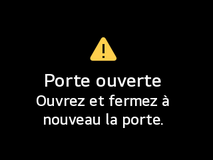 Porte ouverte
Ouvrez et fermez à
nouveau la porte.